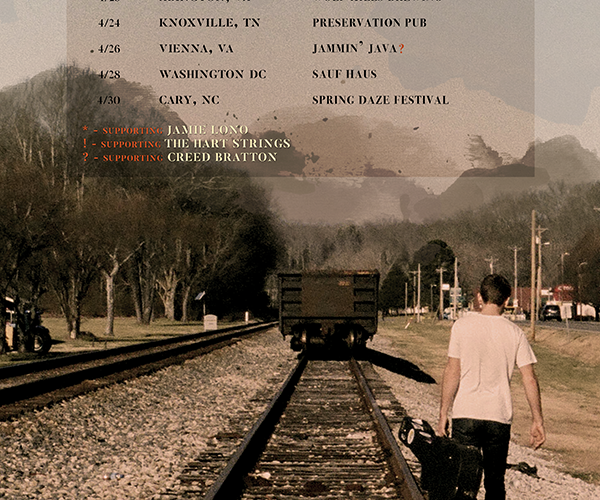 4/24 KNOXVILLE, TN PRESERVATION PUB
4/26 VIENNA, VA JAMMIN' JAVA?
4/28 WASHINGTON DC SAUF HAUS
4/30 CARY, NC SPRING DAZE FESTIVAL
* - SUPPORTING JAMIE LONO
! - SUPPORTING THE HART STRINGS
? - SUPPORTING CREED BRATTON